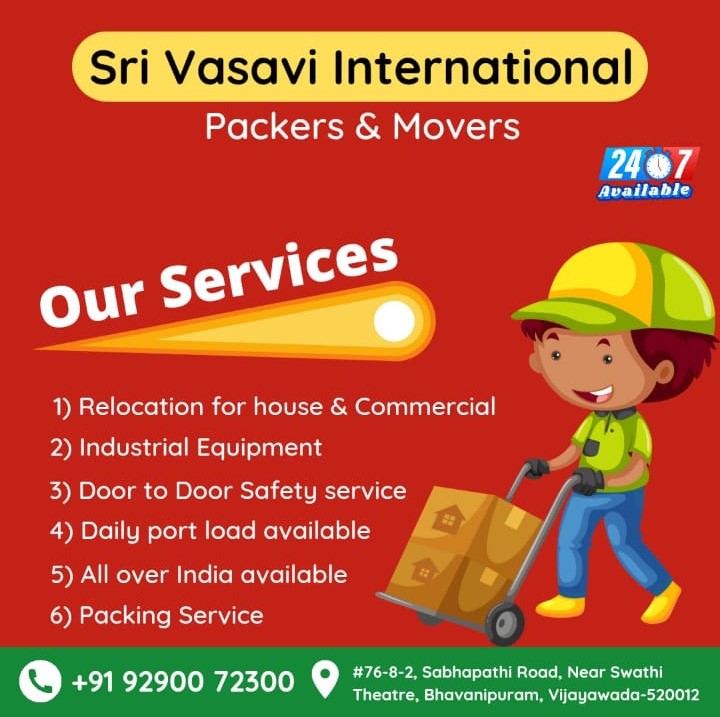 Sri Vasavi International
Packers & Movers
24 7
Available
Our Services
1) Relocation for house & Commercial
2) Industrial Equipment
3) Door to Door Safety service
4) Daily port load available
5) All over India available
6) Packing Service
+91 92900 72300
#76-8-2, Sabhapathi Road, Near Swathi
Theatre, Bhavanipuram, Vijayawada-520012